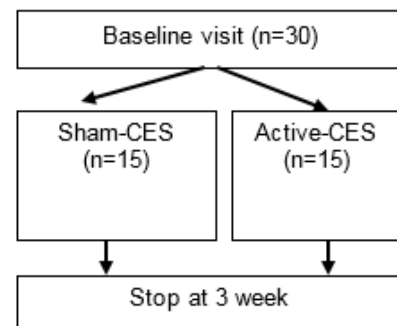 Baseline visit (n=30)
Sham-CES
(n=15)
Active-CES
(n=15)
Stop at 3 week